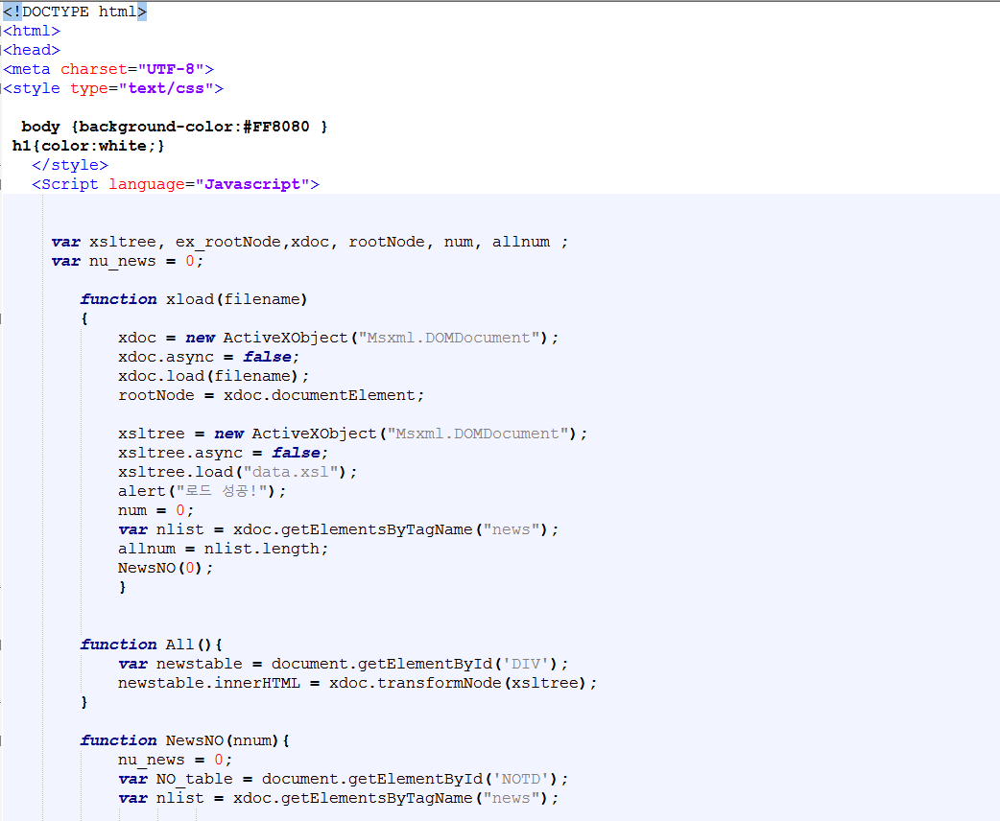 <!DOCTYPE html>
<html>
<head>
<meta charset="UTF-8">
<style type="text/css">
body {background-color:#FF8080 }
h1{color:white;}
</style>
<Script language="Javascript">
var xsltree, ex_rootNode,xdoc, rootNode, num, allnum ;
var nu_news = 0;
function xload(filename)
{
xdoc = new ActiveXObject("Msxml.DOMDocument");
xdoc.async = false;
xdoc.load(filename);
rootNode = xdoc.documentElement;
xsltree = new ActiveXObject("Msxml.DOMDocument");
xsltree.async = false;
xsltree.load("data.xsl");
alert("로드 성공!");
num = 0;
var nlist = xdoc.getElementsByTagName("news");
allnum = nlist.length;
NewsNO(0);
}
function All(){
var newstable = document.getElementById('DIV');
newstable.innerHTML = xdoc.transformNode(xsltree);
}
function NewsNO(nnum){
nu_news = 0;
var NO_table = document.getElementById('NOTD');
var nlist = xdoc.getElementsByTagName("news");